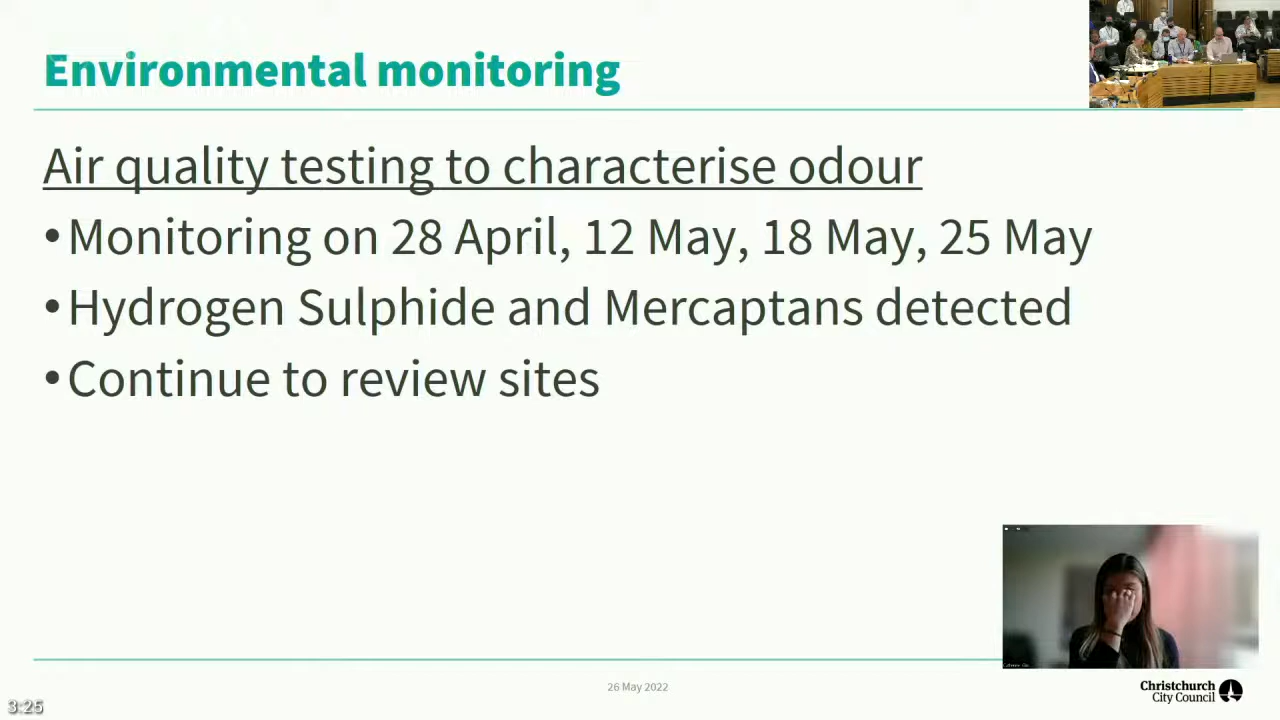 Environmental monitoring
Air quality testing to characterise odour
•Monitoring on 28 April, 12 May, 18 May, 25 May
•Hydrogen Sulphide and Mercaptans detected
•Continue to review sites
26 May 2022
Christchurch
City Council
3:25